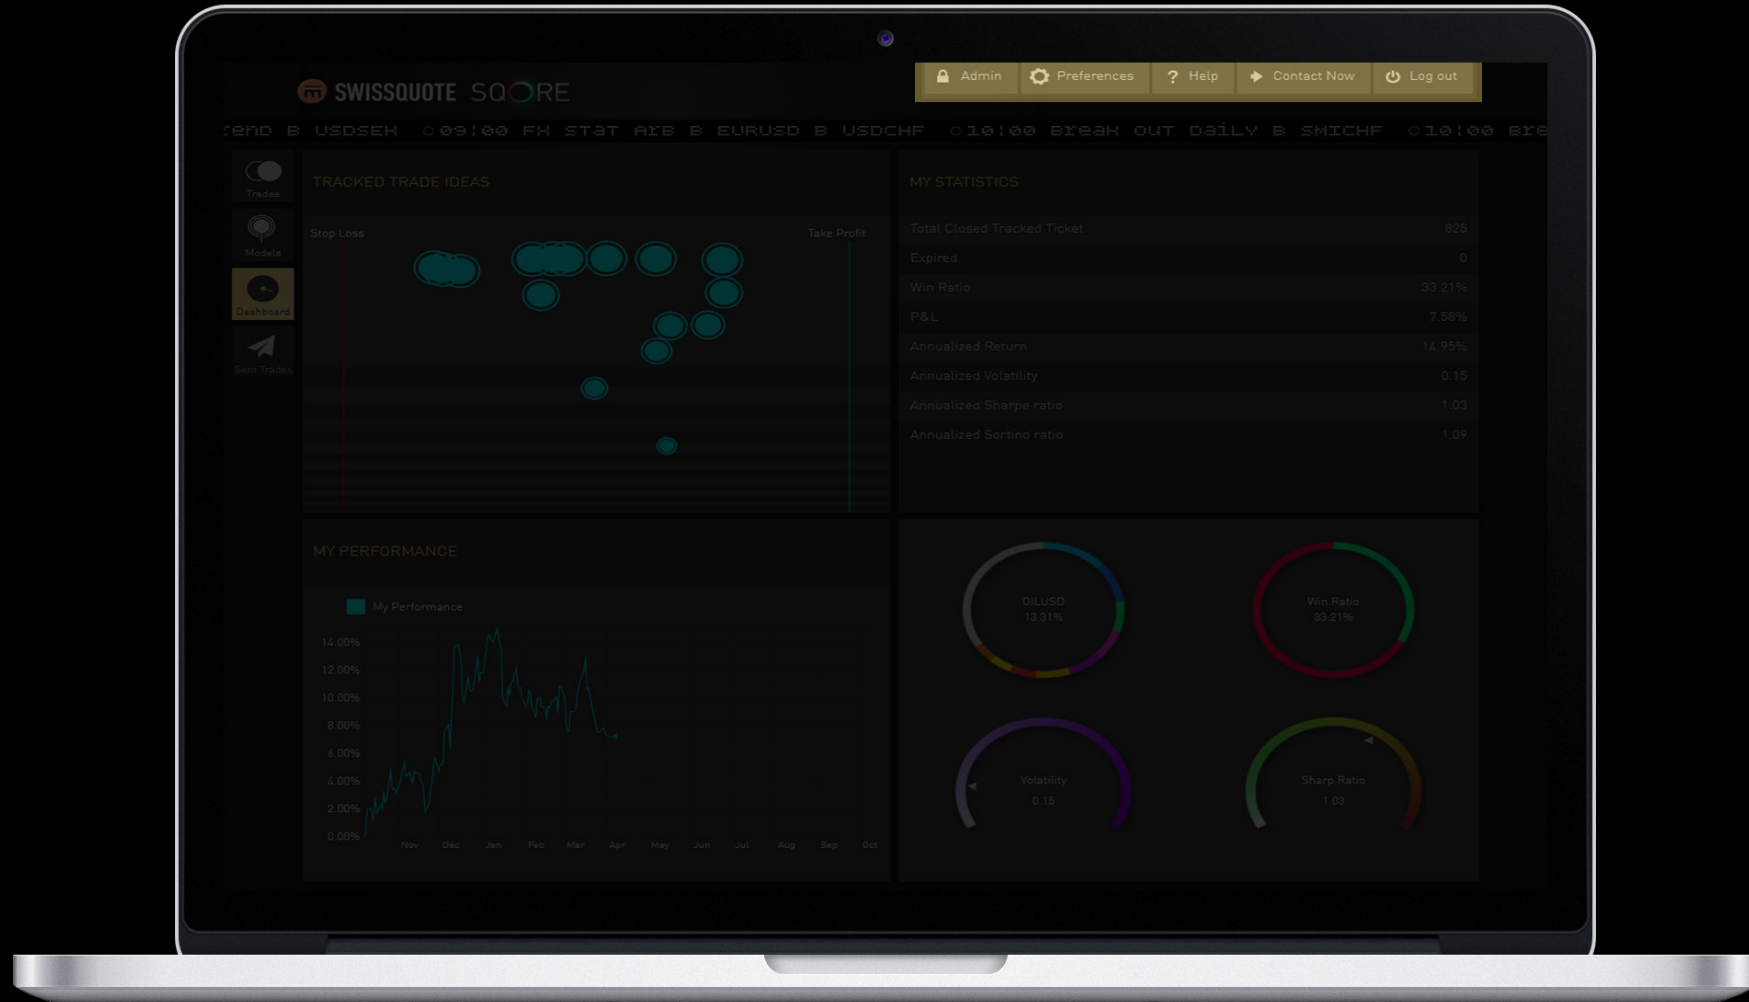 Admin
Preferences
? Help
Contact Now
Log out
SWISSQUOTE SQORE
rend B USDSEK 09:00 FX Stat Arb B EURUSD B USDCHF 10:00 Break Out Daily B SMICHF 10:00 Bre
Trades
Models
Dashboard
Sent Trades
TRACKED TRADE IDEAS
Stop Loss
Take Profit
MY STATISTICS
Total Closed Tracked Ticket 825
Expired 0
Win Ratio 33.21%
P&L 7.58%
Annualized Return 14.95%
Annualized Volatility 0.15
Annualized Sharpe ratio 1.03
Annualized Sortino ratio 1.09
MY PERFORMANCE
My Performance
14.00%
12.00%
10.00%
8.00%
6.00%
4.00%
2.00%
0.00%
Nov Dec Jan Feb Mar Apr May Jun Jul Aug Sep Oct
OILUSD
13.31%
Win Ratio
33.21%
Volatility
0.15
Sharp Ratio
1.03